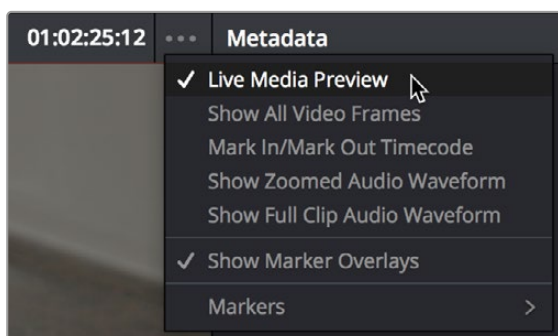 01:02:25:12 ••• Metadata
✓ Live Media Preview
Show All Video Frames
Mark In/Mark Out Timecode
Show Zoomed Audio Waveform
Show Full Clip Audio Waveform
✓ Show Marker Overlays
Markers >